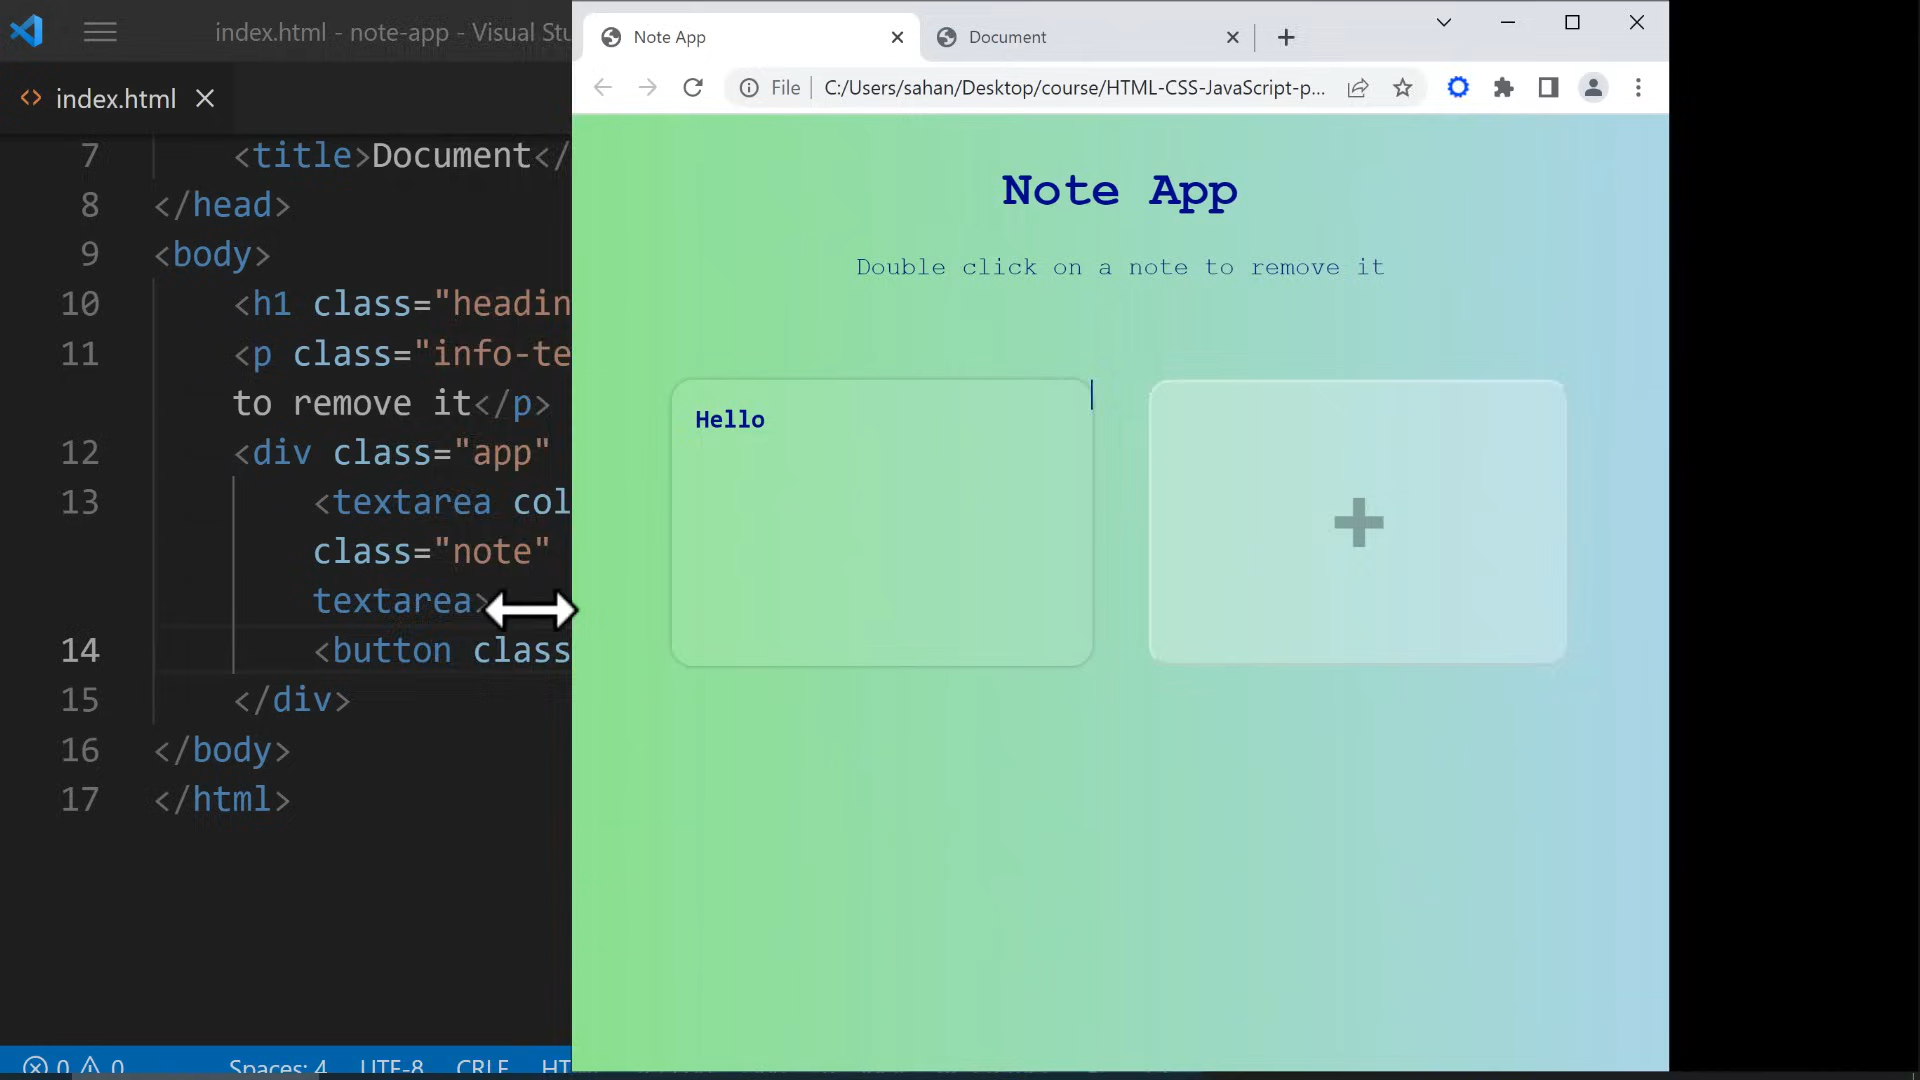 index.html - note-app - Visual Stu
index.html
7 <title>Document</
8 </head>
9 <body>
10 <h1 class="headin
11 <p class="info-te
to remove it</p>
12 <div class="app"
13 <textarea col
class="note"
textarea>
14 <button class
15 </div>
16 </body>
17 </html>
0 0 Spaces: 4 UTF-8 CRLF HT
Note App
Document
File C:/Users/sahan/Desktop/course/HTML-CSS-JavaScript-p...
Note App
Double click on a note to remove it
Hello
+